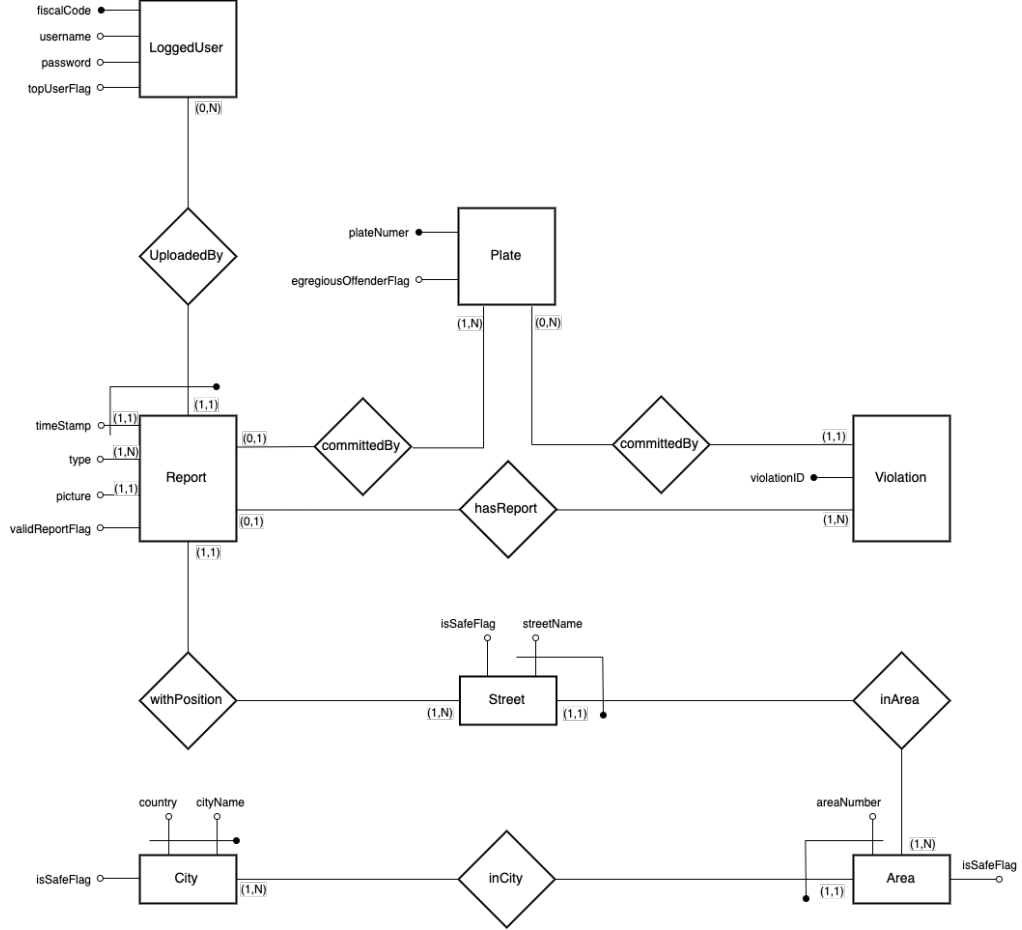 fiscalCode
username
password
topUserFlag
LoggedUser
(0,N)
UploadedBy
plateNumer
egregiousOffenderFlag
Plate
(1,N)
(0,N)
(1,1)
timeStamp
(1,1)
type
(1,N)
picture
(1,1)
validReportFlag
Report
(0,1)
committedBy
committedBy
(1,1)
violationID
Violation
(0,1)
hasReport
(1,N)
(1,1)
isSafeFlag
streetName
withPosition
(1,N)
Street
(1,1)
inArea
country
cityName
areaNumber
(1,N)
isSafeFlag
City
(1,N)
inCity
(1,1)
Area
isSafeFlag